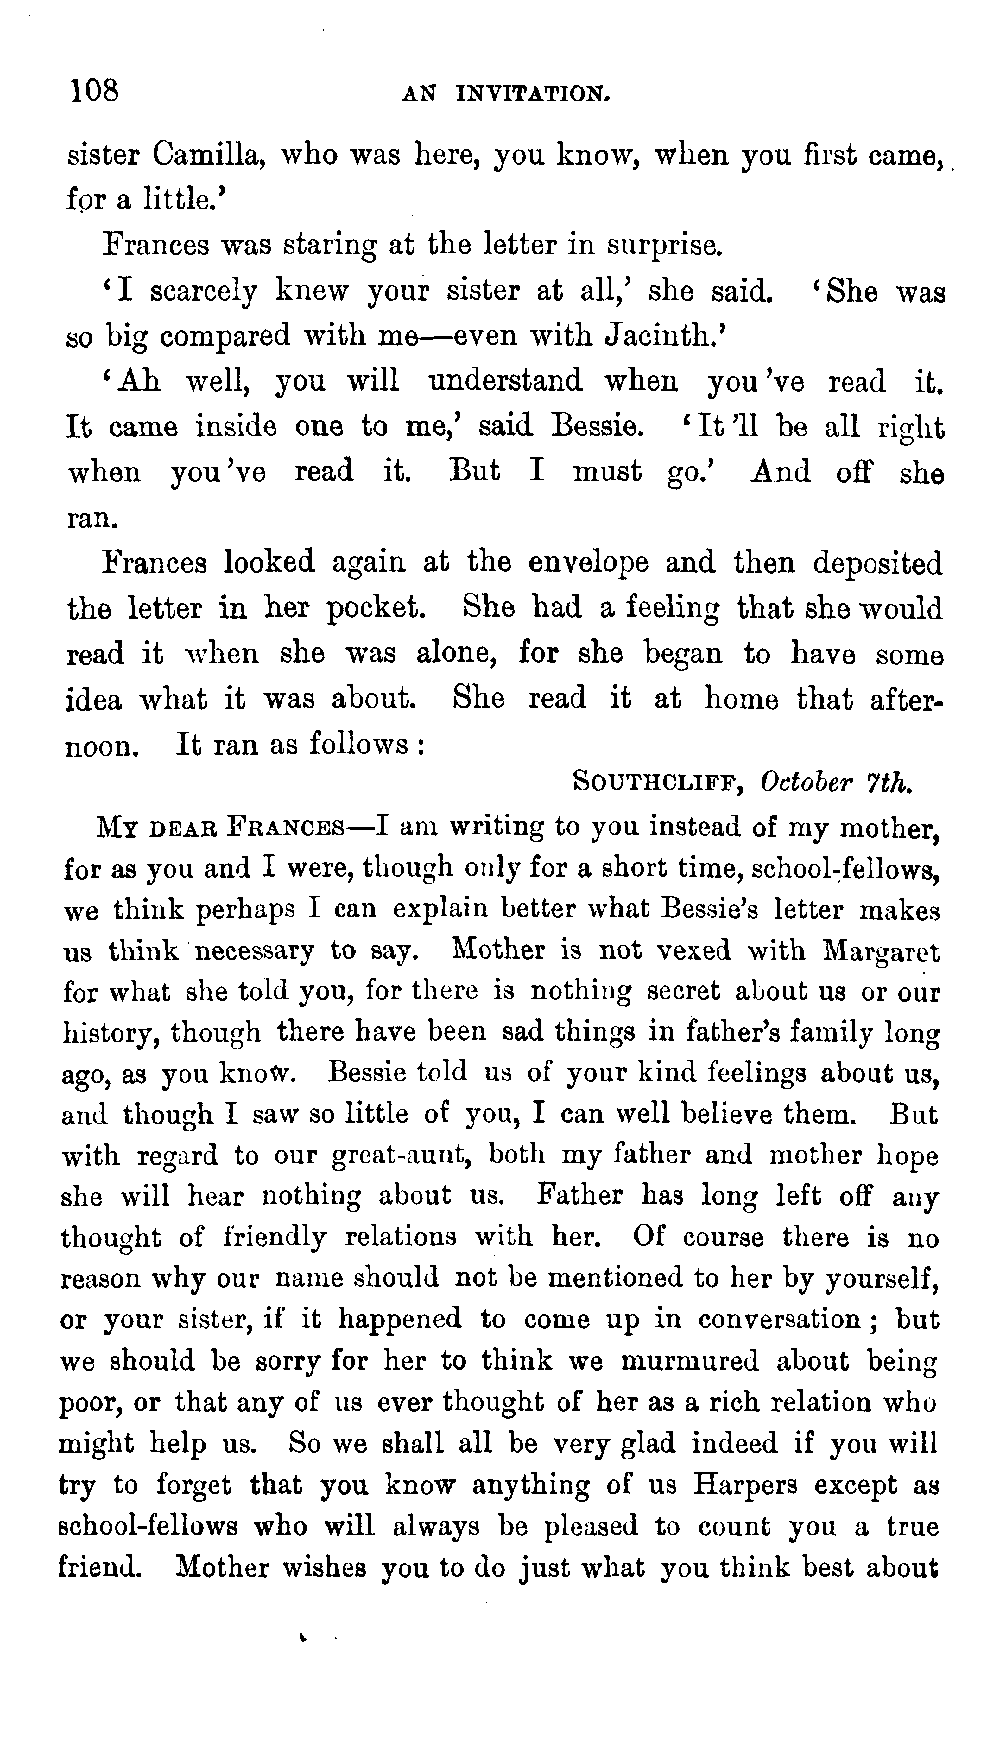 108 AN INVITATION.
sister Camilla, who was here, you know, when you first came,
for a little.’
Frances was staring at the letter in surprise.
‘I scarcely knew your sister at all,’ she said. ‘She was
so big compared with me—even with Jacinth.’
‘Ah well, you will understand when you ’ve read it.
It came inside one to me,’ said Bessie. ‘It ’ll be all right
when you ’ve read it. But I must go.’ And off she
ran.
Frances looked again at the envelope and then deposited
the letter in her pocket. She had a feeling that she would
read it when she was alone, for she began to have some
idea what it was about. She read it at home that after-
noon. It ran as follows:
SOUTHCLIFF, October 7th.
MY DEAR FRANCES—I am writing to you instead of my mother,
for as you and I were, though only for a short time, school-fellows,
we think perhaps I can explain better what Bessie’s letter makes
us think necessary to say. Mother is not vexed with Margaret
for what she told you, for there is nothing secret about us or our
history, though there have been sad things in father’s family long
ago, as you know. Bessie told us of your kind feelings about us,
and though I saw so little of you, I can well believe them. But
with regard to our great-aunt, both my father and mother hope
she will hear nothing about us. Father has long left off any
thought of friendly relations with her. Of course there is no
reason why our name should not be mentioned to her by yourself,
or your sister, if it happened to come up in conversation; but
we should be sorry for her to think we murmured about being
poor, or that any of us ever thought of her as a rich relation who
might help us. So we shall all be very glad indeed if you will
try to forget that you know anything of us Harpers except as
school-fellows who will always be pleased to count you a true
friend. Mother wishes you to do just what you think best about